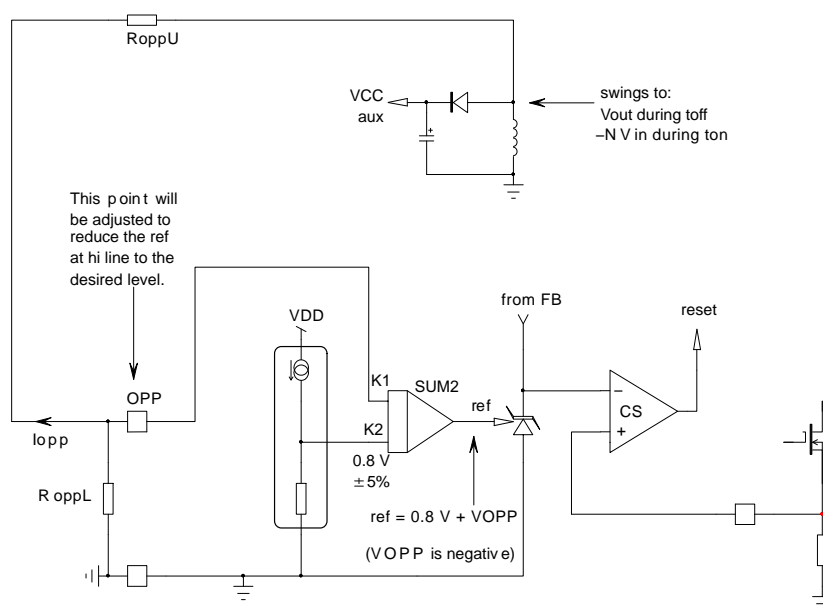 RoppU
VCC
aux
swings to:
Vout during toff
–N V in during ton
This point will
be adjusted to
reduce the ref
at hi line to the
desired level.
from FB
reset
VDD
OPP
K1
SUM2
ref
CS
–
+
Iopp
K2
0.8 V
±5%
RoppL
ref = 0.8 V + VOPP
(VOPP is negative)
+